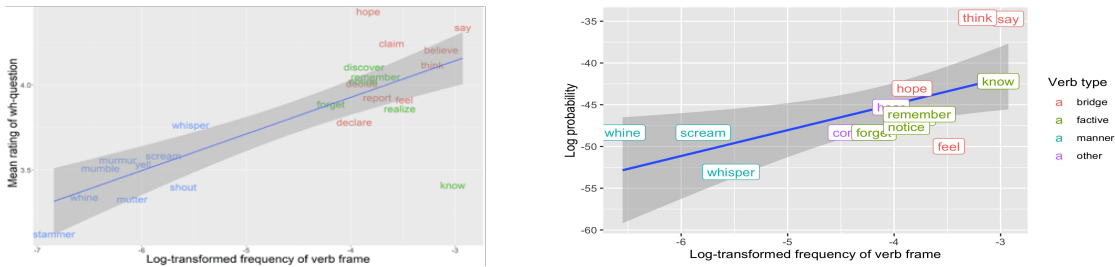 hope
say
claim
believe
think
discover
remember
4.0
report
feel
forget
realize
declare
whisper
scream
murmur
yell
mumble
3.5
shout
know
whine
mutter
stammer
-7
-6
-5
-4
-3
Mean rating of wh-question
Log-transformed frequency of verb frame
-35
-40
-45
-50
-55
-60
think
say
know
hope
remember
notice
forget
whine
scream
feel
whisper
-6
-5
-4
-3
Log probability
Log-transformed frequency of verb frame
Verb type
a bridge
a factive
a manner
a other